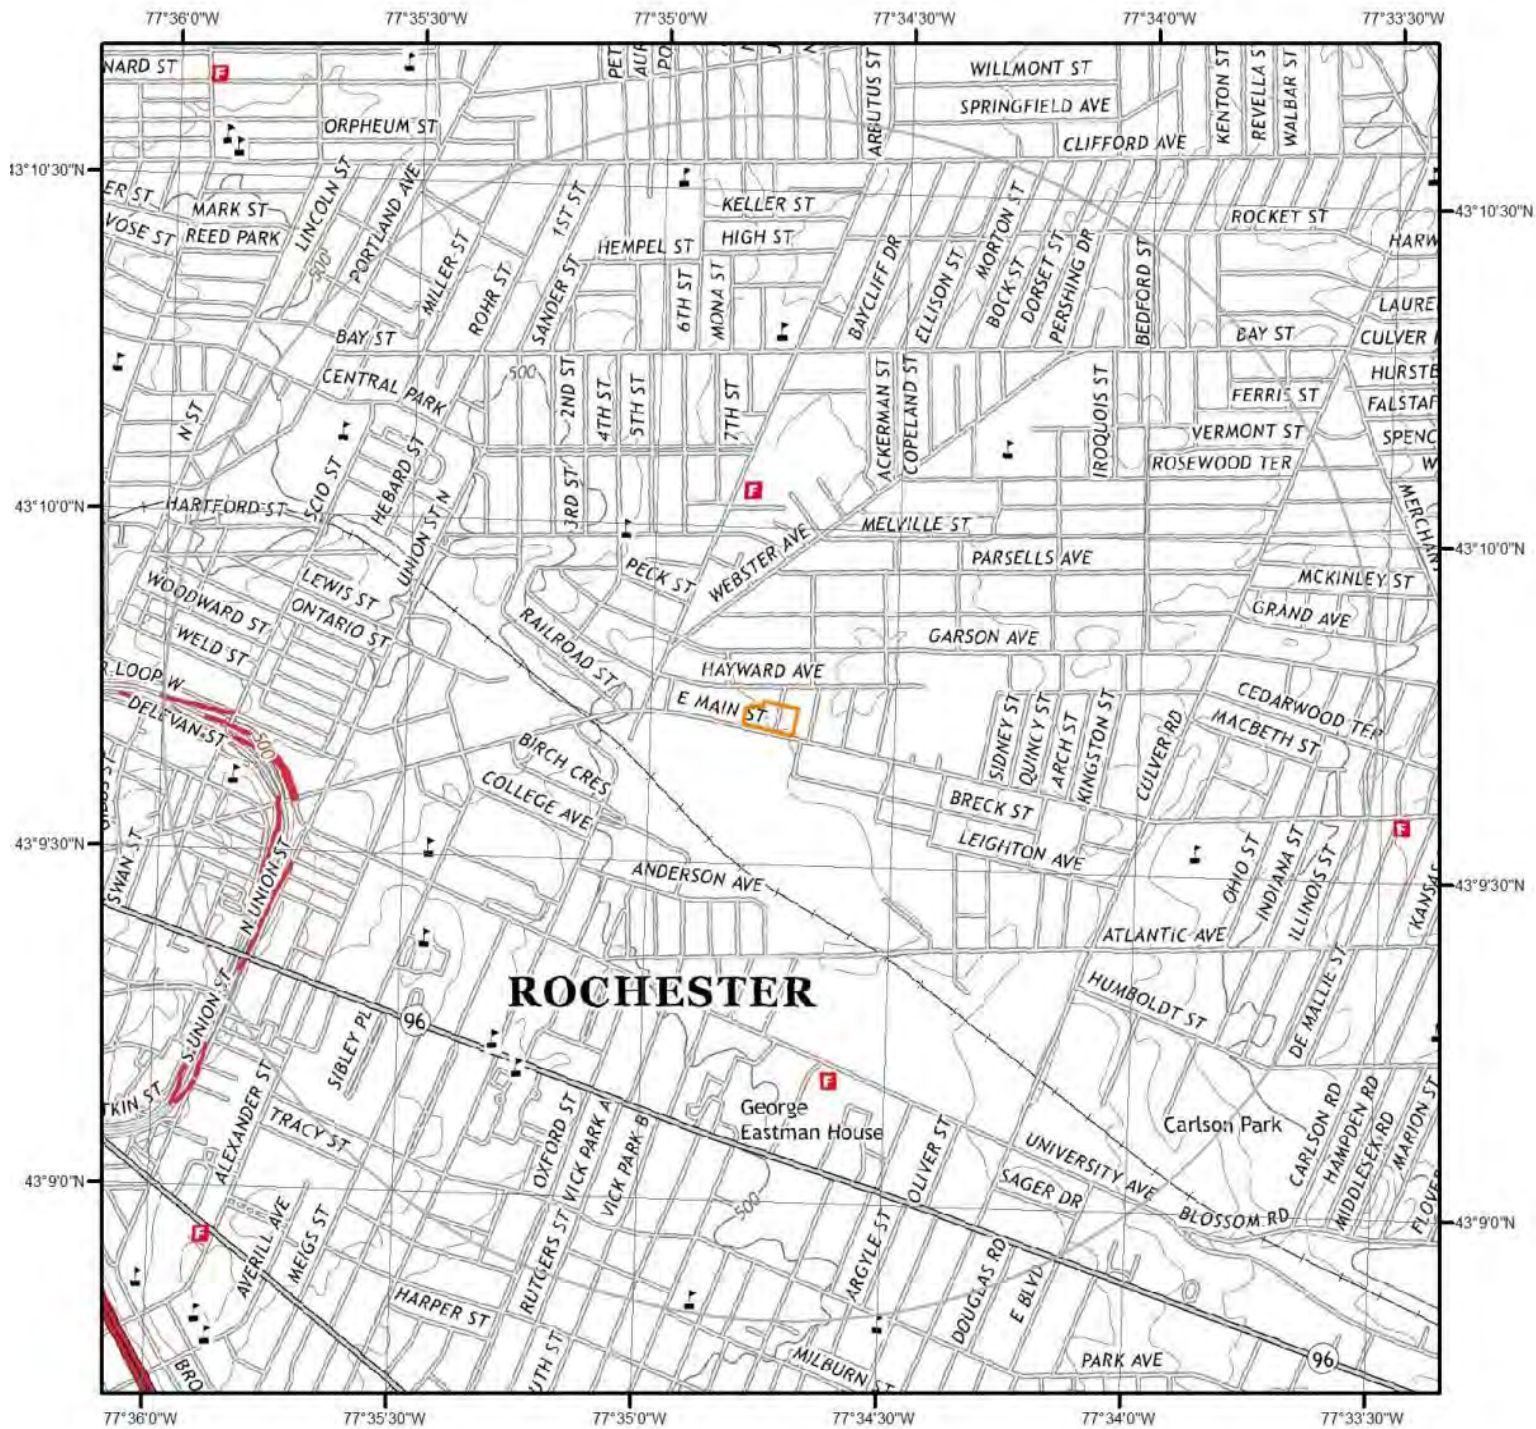 77°36'0"W
77°35'30"W
77°35'0"W
77°34'30"W
77°34'0"W
77°33'30"W
NARD ST
F
WILLMONT ST
SPRINGFIELD AVE
ARBUTUS ST
KENTON ST
REVELLA S
WALBAR ST
ORPHEUM ST
CLIFFORD AVE
43°10'30"N
ER ST
VOSE ST
MARK ST
REED PARK
LINCOLN ST
PORTLAND AVE
500
MILLER ST
ROHR ST
1ST ST
SANDER ST
HEMPEL ST
KELLER ST
HIGH ST
6TH ST
MONA ST
BAYCLIFF DR
ELLISON ST
MORTON ST
BOCK ST
DORSET ST
PERSHING DR
BEDFORD ST
ROCKET ST
HARW
43°10'30"N
LAURE
BAY ST
BAY ST
CULVER
CENTRAL PARK
500
2ND ST
4TH ST
5TH ST
7TH ST
ACKERMAN ST
COPELAND ST
IROQUOIS ST
HURSTB
FERRIS ST
FALSTAF
N ST
VERMONT ST
SPENC
ROSEWOOD TER
W
SCIO ST
HEBARD ST
UNION ST N
3RD ST
F
MERCHAN
43°10'0"N
HARTFORD ST
MELVILLE ST
PARSELLS AVE
43°10'0"N
WEBSTER AVE
PECK ST
MCKINLEY ST
GRAND AVE
LEWIS ST
WOODWARD ST
ONTARIO ST
WELD ST
RAILROAD ST
GARSON AVE
HAYWARD AVE
R LOOP W
DELEVAN ST
500
E MAIN ST
CEDARWOOD TER
MACBETH ST
SIDNEY ST
QUINCY ST
ARCH ST
KINGSTON ST
CULVER RD
BIRCH CRES
COLLEGE AVE
BRECK ST
LEIGHTON AVE
F
43°9'30"N
SWAN ST
N UNION ST
ANDERSON AVE
OHIO ST
INDIANA ST
ILLINOIS ST
KANSAS
43°9'30"N
ATLANTIC AVE
ROCHESTER
96
S UNION ST
SIBLEY PL
HUMBOLDT ST
DE MALLIE ST
F
George
Eastman House
Carlson Park
TKIN ST
ALEXANDER ST
TRACY ST
OXFORD ST
VICK PARK A
VICK PARK B
OLIVER ST
UNIVERSITY AVE
SAGER DR
CARLSON RD
HAMPDEN RD
MIDDLESEX RD
MARION ST
FLOVER
43°9'0"N
500
BLOSSOM RD
43°9'0"N
F
AVERILL AVE
MEIGS ST
RUTGERS ST
ARGYLE ST
DOUGLAS RD
E BLVD
HARPER ST
BRO
UTH ST
MILBURN ST
PARK AVE
96
77°36'0"W
77°35'30"W
77°35'0"W
77°34'30"W
77°34'0"W
77°33'30"W